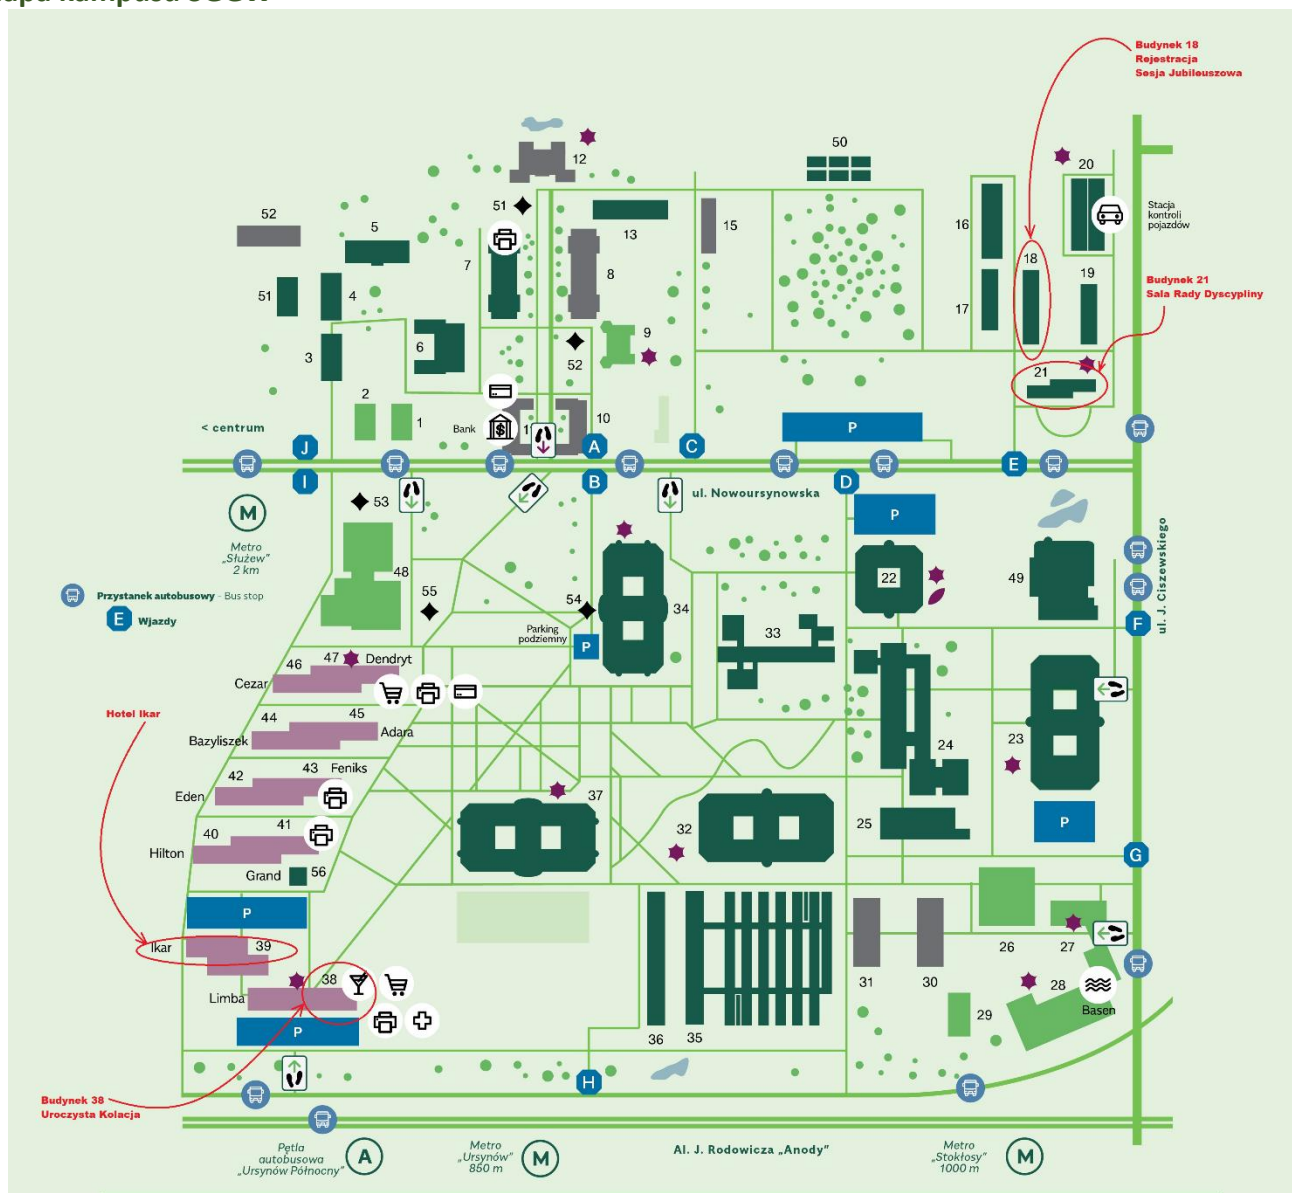 Budynek 18
Rejestracja
Sesja Jubileuszowa
50
12
20
51
52
5
13
15
16
Stacja
kontroli
pojazdów
7
8
18
19
51
4
Budynek 21
Sala Rady Dyscypliny
17
9
3
6
52
21
2
1
10
Bank
P
< centrum
J
A
C
E
I
B
D
ul. Nowoursynowska
53
M
Metro
„Służew"
2 km
P
ul. J. Ciszewskiego
48
22
49
Przystanek autobusowy - Bus stop
55
54
34
E
Wjazdy
Parking
podziemny
P
33
F
46
47
Dendryt
Cezar
Hotel Ikar
44
45
Adara
Bazyliszek
24
23
42
43
Feniks
Eden
37
40
41
32
25
P
Hilton
G
Grand
56
P
Ikar
39
26
27
38
31
30
28
Limba
Basen
29
P
36
35
H
Budynek 38
Uroczysta Kolacja
Pętla
autobusowa
„Ursynów Północny"
A
Metro
„Ursynów"
850 m
M
Al. J. Rodowicza „Anody"
Metro
„Stokłosy"
1000 m
M